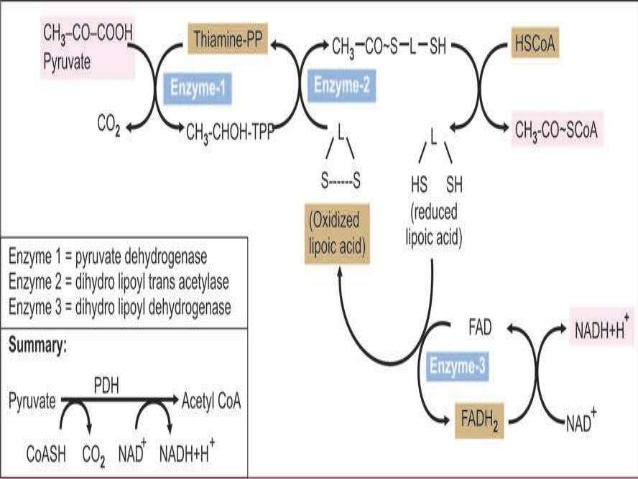 CH₃–CO–COOH
Pyruvate
Thiamine-PP
CH₃–CO~S–L–SH
HSCoA
Enzyme-1
Enzyme-2
CO₂
CH₃-CHOH-TPP
L
S------S
(Oxidized
lipoic acid)
L
HS SH
(reduced
lipoic acid)
CH₃-CO~SCoA
Enzyme 1 = pyruvate dehydrogenase
Enzyme 2 = dihydro lipoyl trans acetylase
Enzyme 3 = dihydro lipoyl dehydrogenase
FAD
NADH+H⁺
Enzyme-3
FADH₂
NAD⁺
Summary:
PDH
Pyruvate Acetyl CoA
CoASH CO₂ NAD⁺ NADH+H⁺